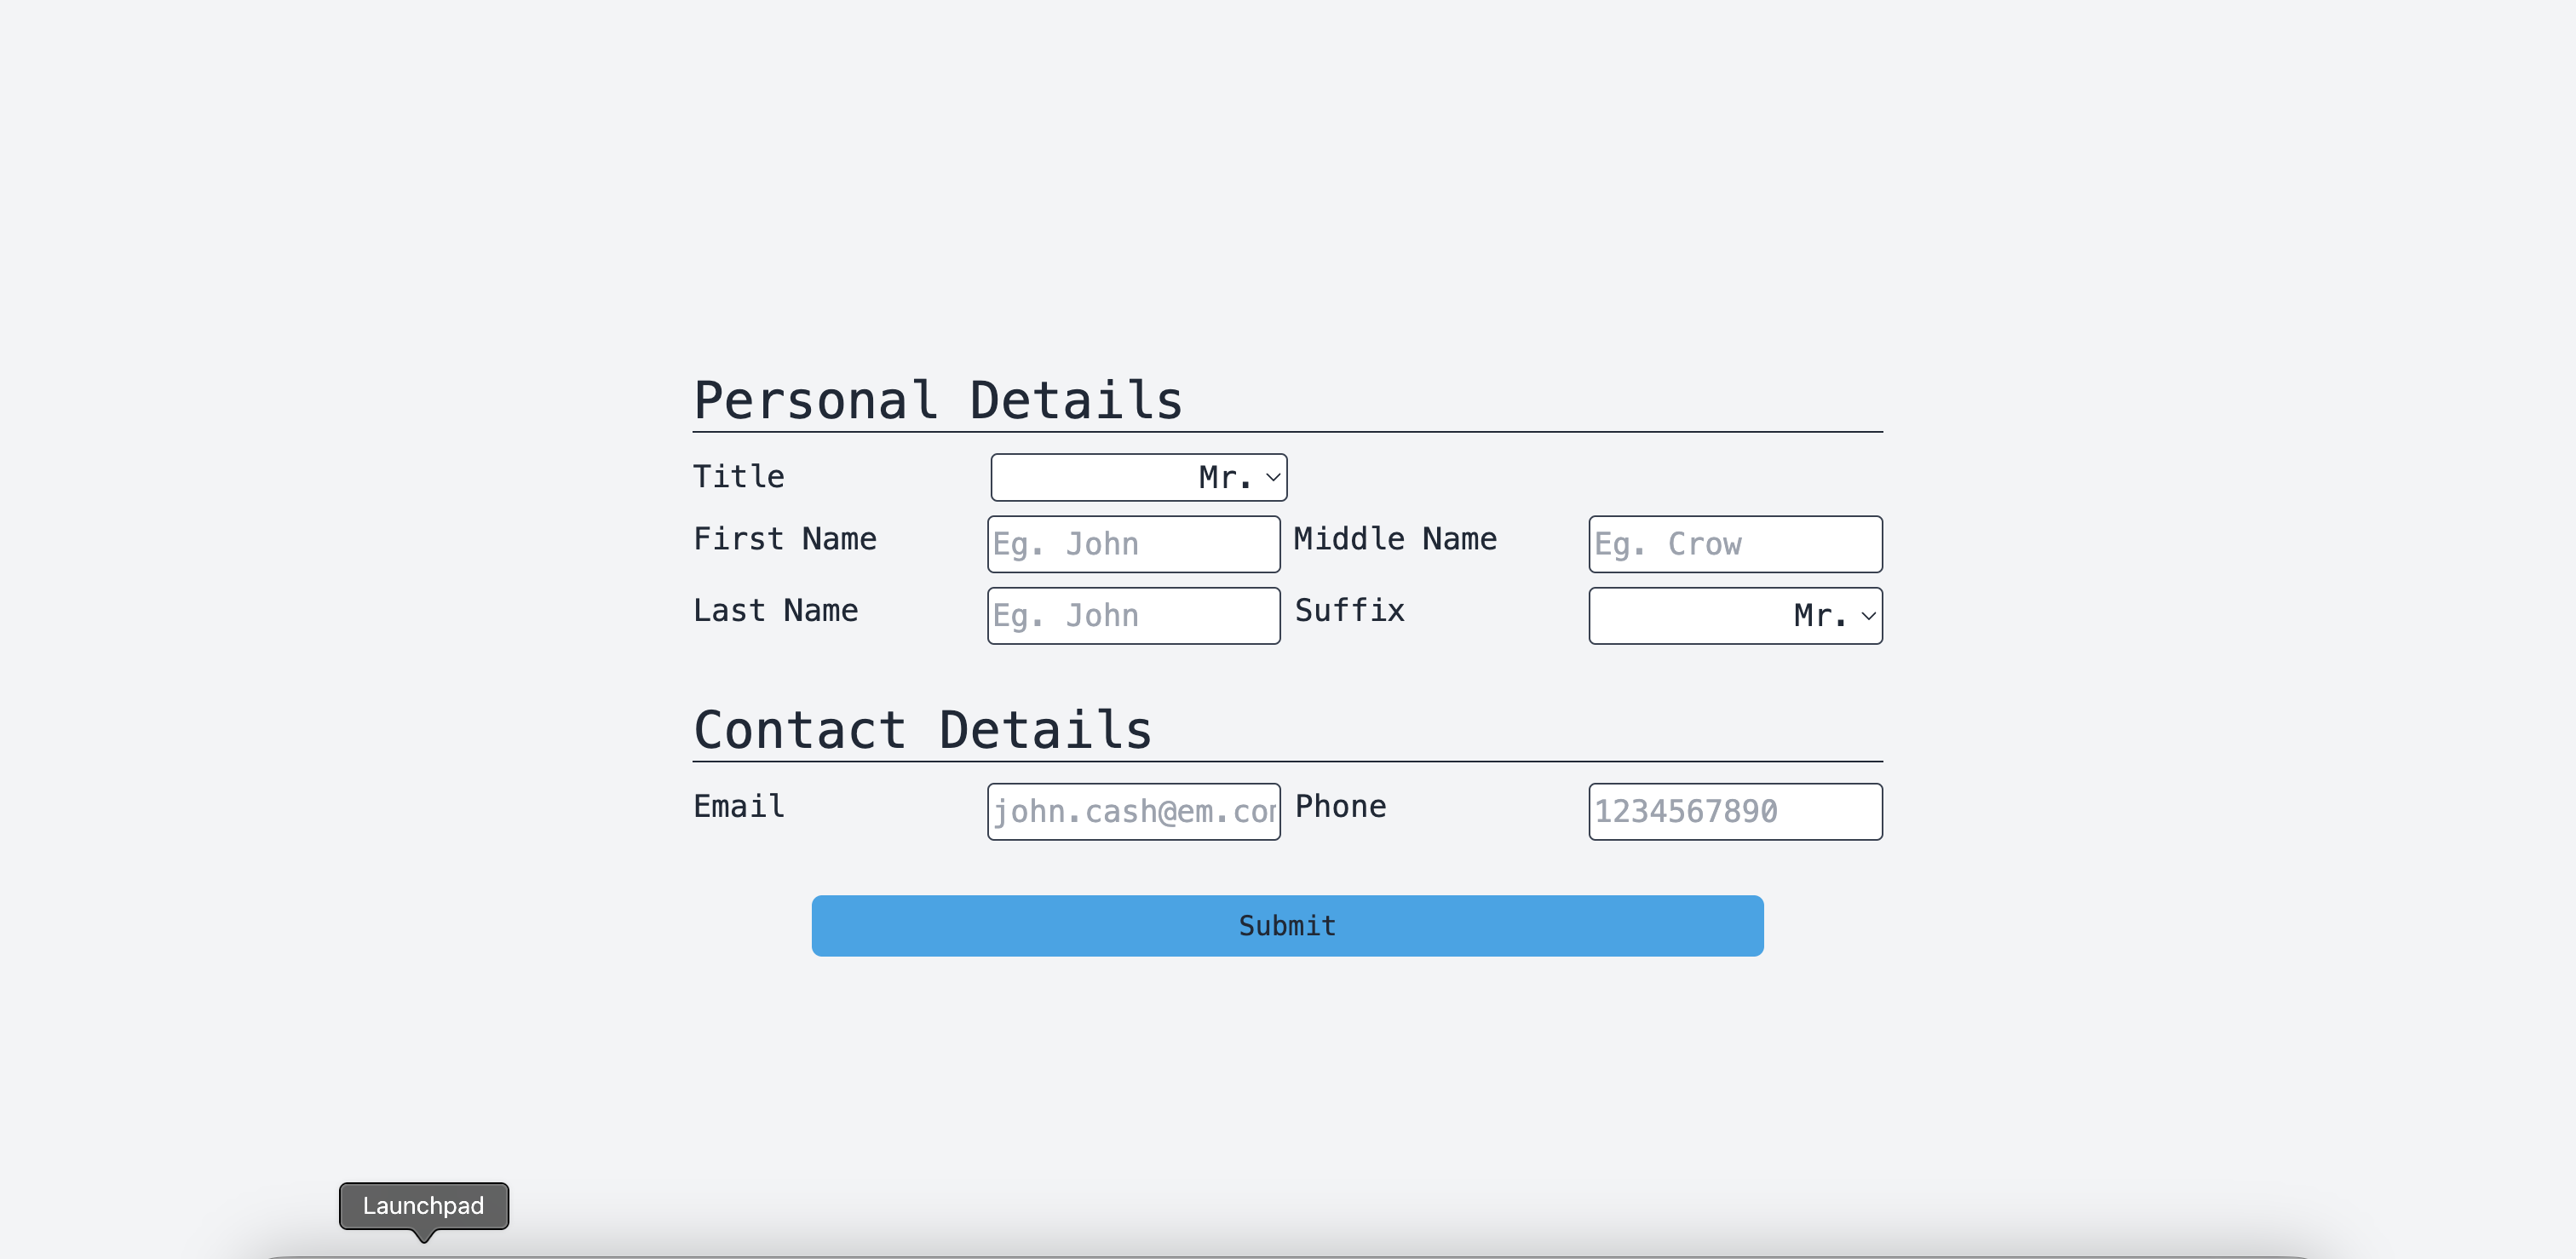 Personal Details
Title Mr.
First Name Eg. John Middle Name Eg. Crow
Last Name Eg. John Suffix Mr.
Contact Details
Email john.cash@em.com Phone 1234567890
Submit
Launchpad